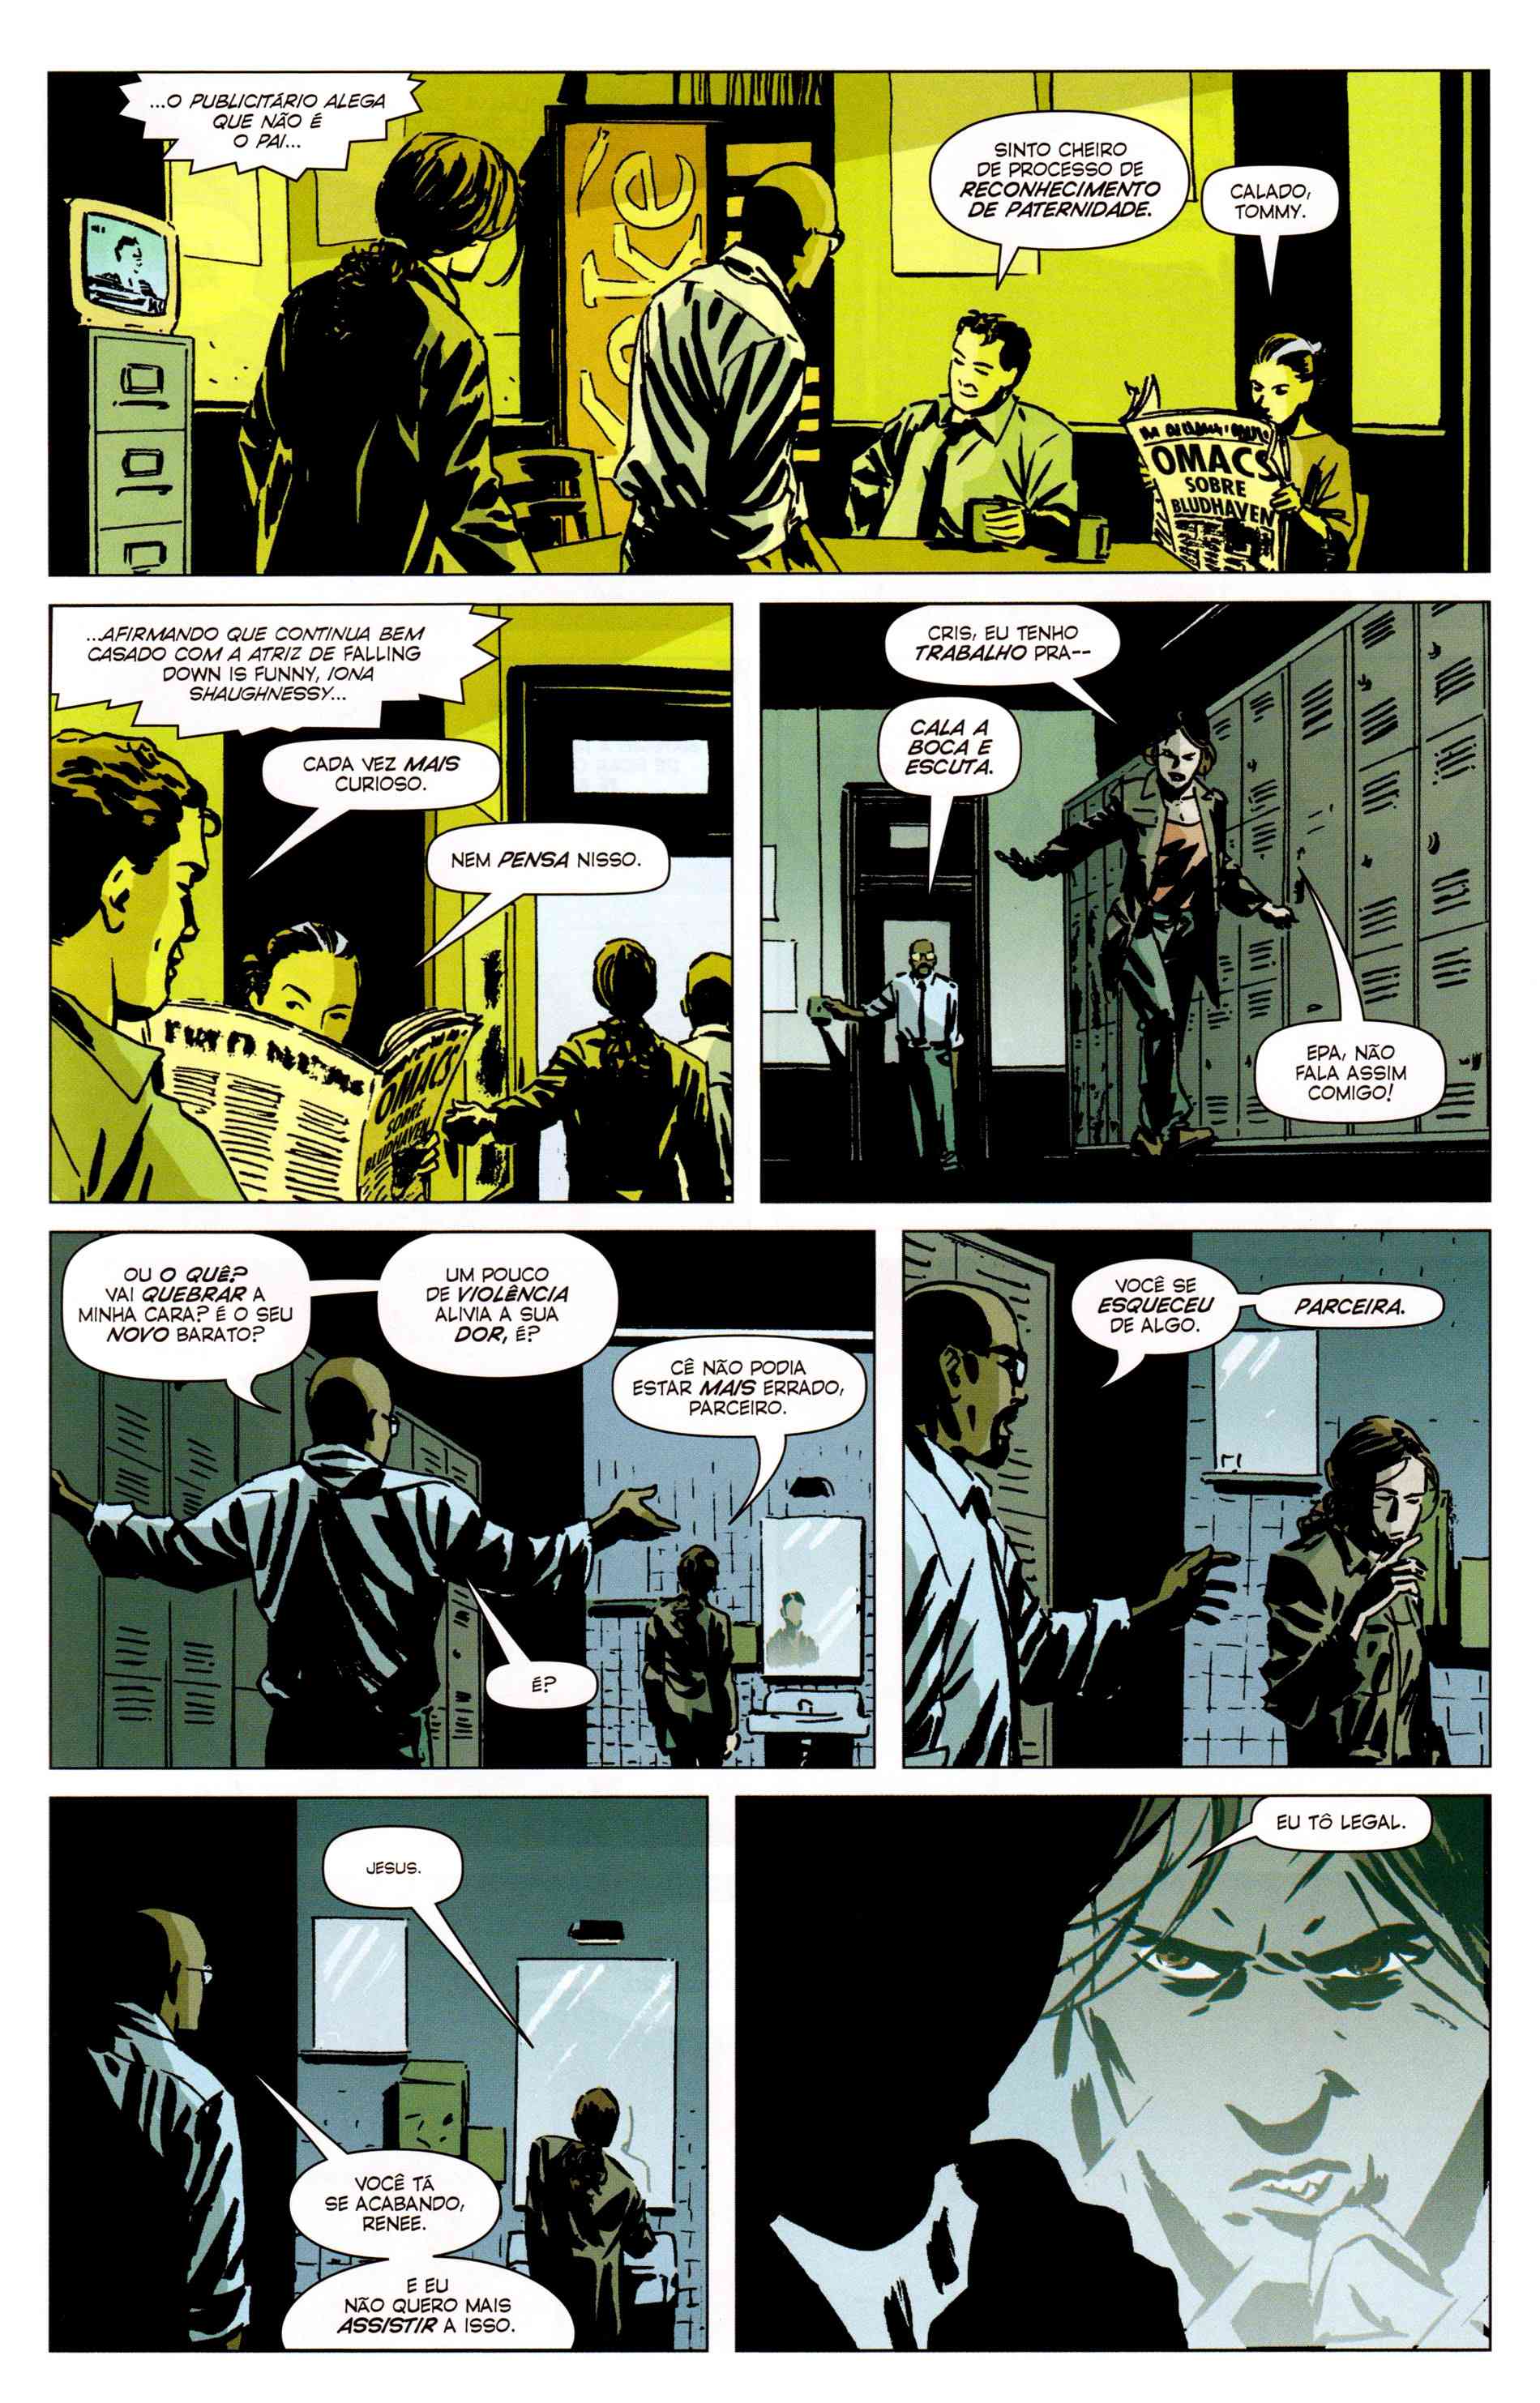 ...O PUBLICITÁRIO ALEGA
QUE NÃO É
O PAI...
SINTO CHEIRO
DE PROCESSO DE
RECONHECIMENTO
DE PATERNIDADE.
CALADO,
TOMMY.
OMACS
SOBRE
BLUDHAVEN
...AFIRMANDO QUE CONTINUA BEM
CASADO COM A ATRIZ DE FALLING
DOWN IS FUNNY, IONA
SHAUGHNESSY...
CADA VEZ MAIS
CURIOSO.
NEM PENSA NISSO.
OMACS
SOBRE
BLUDHAVEN
CRIS, EU TENHO
TRABALHO PRA--
CALA A
BOCA E
ESCUTA.
EPA, NÃO
FALA ASSIM
COMIGO!
OU O QUÊ?
VAI QUEBRAR A
MINHA CARA? É O SEU
NOVO BARATO?
UM POUCO
DE VIOLÊNCIA
ALIVIA A SUA
DOR, É?
CÊ NÃO PODIA
ESTAR MAIS ERRADO,
PARCEIRO.
É?
VOCÊ SE
ESQUECEU
DE ALGO.
PARCEIRA.
JESUS.
VOCÊ TÁ
SE ACABANDO,
RENEE.
E EU
NÃO QUERO MAIS
ASSISTIR A ISSO.
EU TÔ LEGAL.